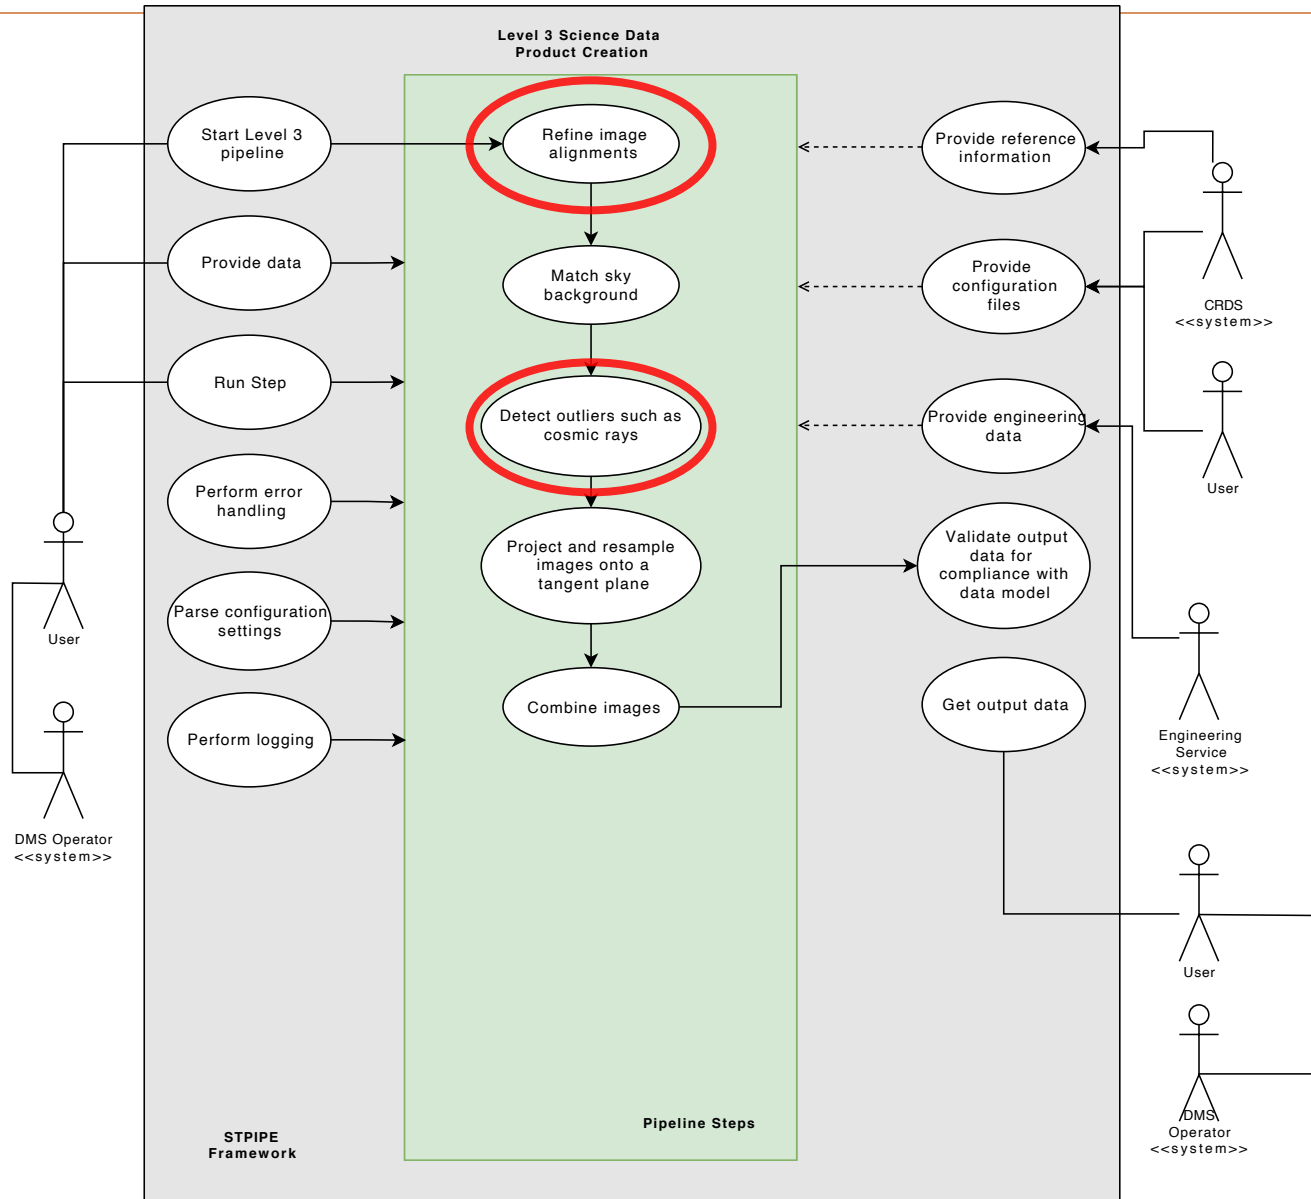 Level 3 Science Data
Product Creation
Start Level 3
pipeline
Provide data
Run Step
Perform error
handling
Parse configuration
settings
Perform logging
Refine image
alignments
Match sky
background
Detect outliers such as
cosmic rays
Project and resample
images onto a
tangent plane
Combine images
Provide reference
information
Provide
configuration
files
Provide engineering
data
Validate output
data for
compliance with
data model
Get output data
User
DMS Operator
<<system>>
CRDS
<<system>>
User
Engineering
Service
<<system>>
User
DMS
Operator
<<system>>
Pipeline Steps
STPIPE
Framework